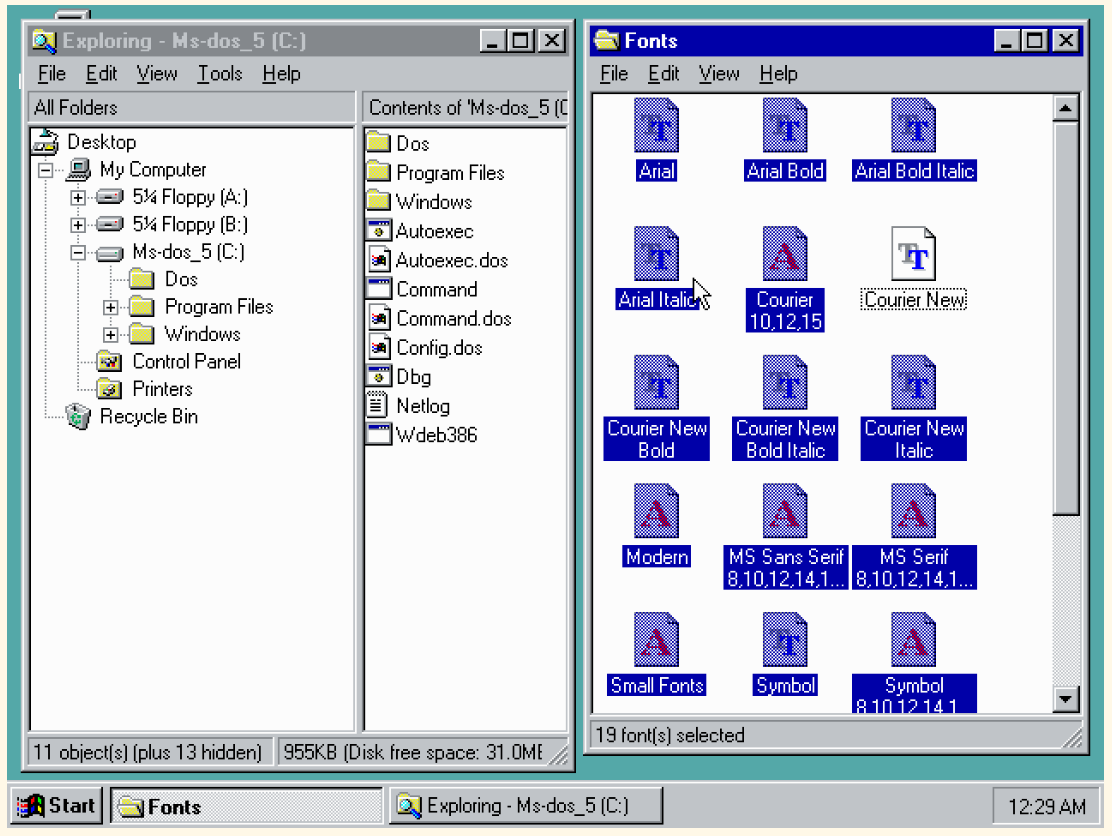 Exploring - Ms-dos_5 (C:)
File Edit View Tools Help
All Folders
Contents of 'Ms-dos_5 (C
Desktop
My Computer
5¼ Floppy (A:)
5¼ Floppy (B:)
Ms-dos_5 (C:)
Dos
Program Files
Windows
Control Panel
Printers
Recycle Bin
Dos
Program Files
Windows
Autoexec
Autoexec.dos
Command
Command.dos
Config.dos
Dbg
Netlog
Wdeb386
11 object(s) (plus 13 hidden)
955KB (Disk free space: 31.0MB
Fonts
File Edit View Help
Arial
Arial Bold
Arial Bold Italic
Arial Italic
Courier
10,12,15
Courier New
Courier New
Bold
Courier New
Bold Italic
Courier New
Italic
Modern
MS Sans Serif
8,10,12,14,1...
MS Serif
8,10,12,14,1...
Small Fonts
Symbol
Symbol
8,10,12,14,1...
19 font(s) selected
Start
Fonts
Exploring - Ms-dos_5 (C:)
12:29 AM